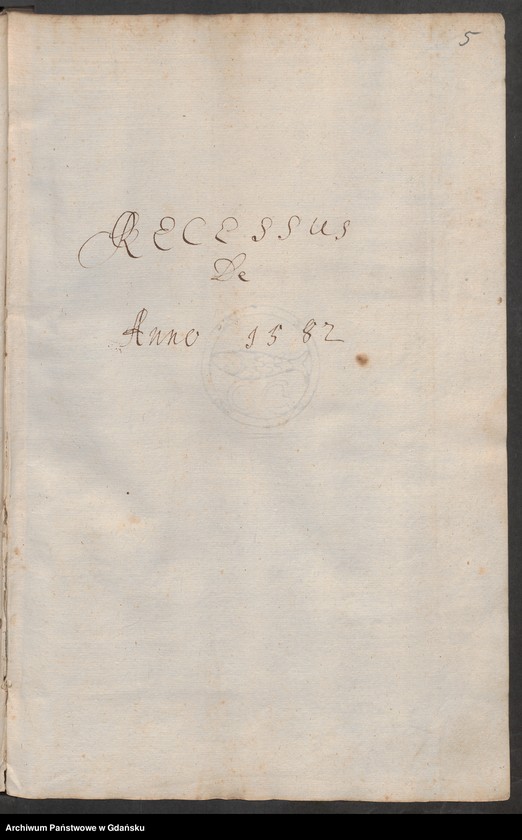 5
RECESSUS
De
Anno 1582
Archiwum Państwowe w Gdańsku